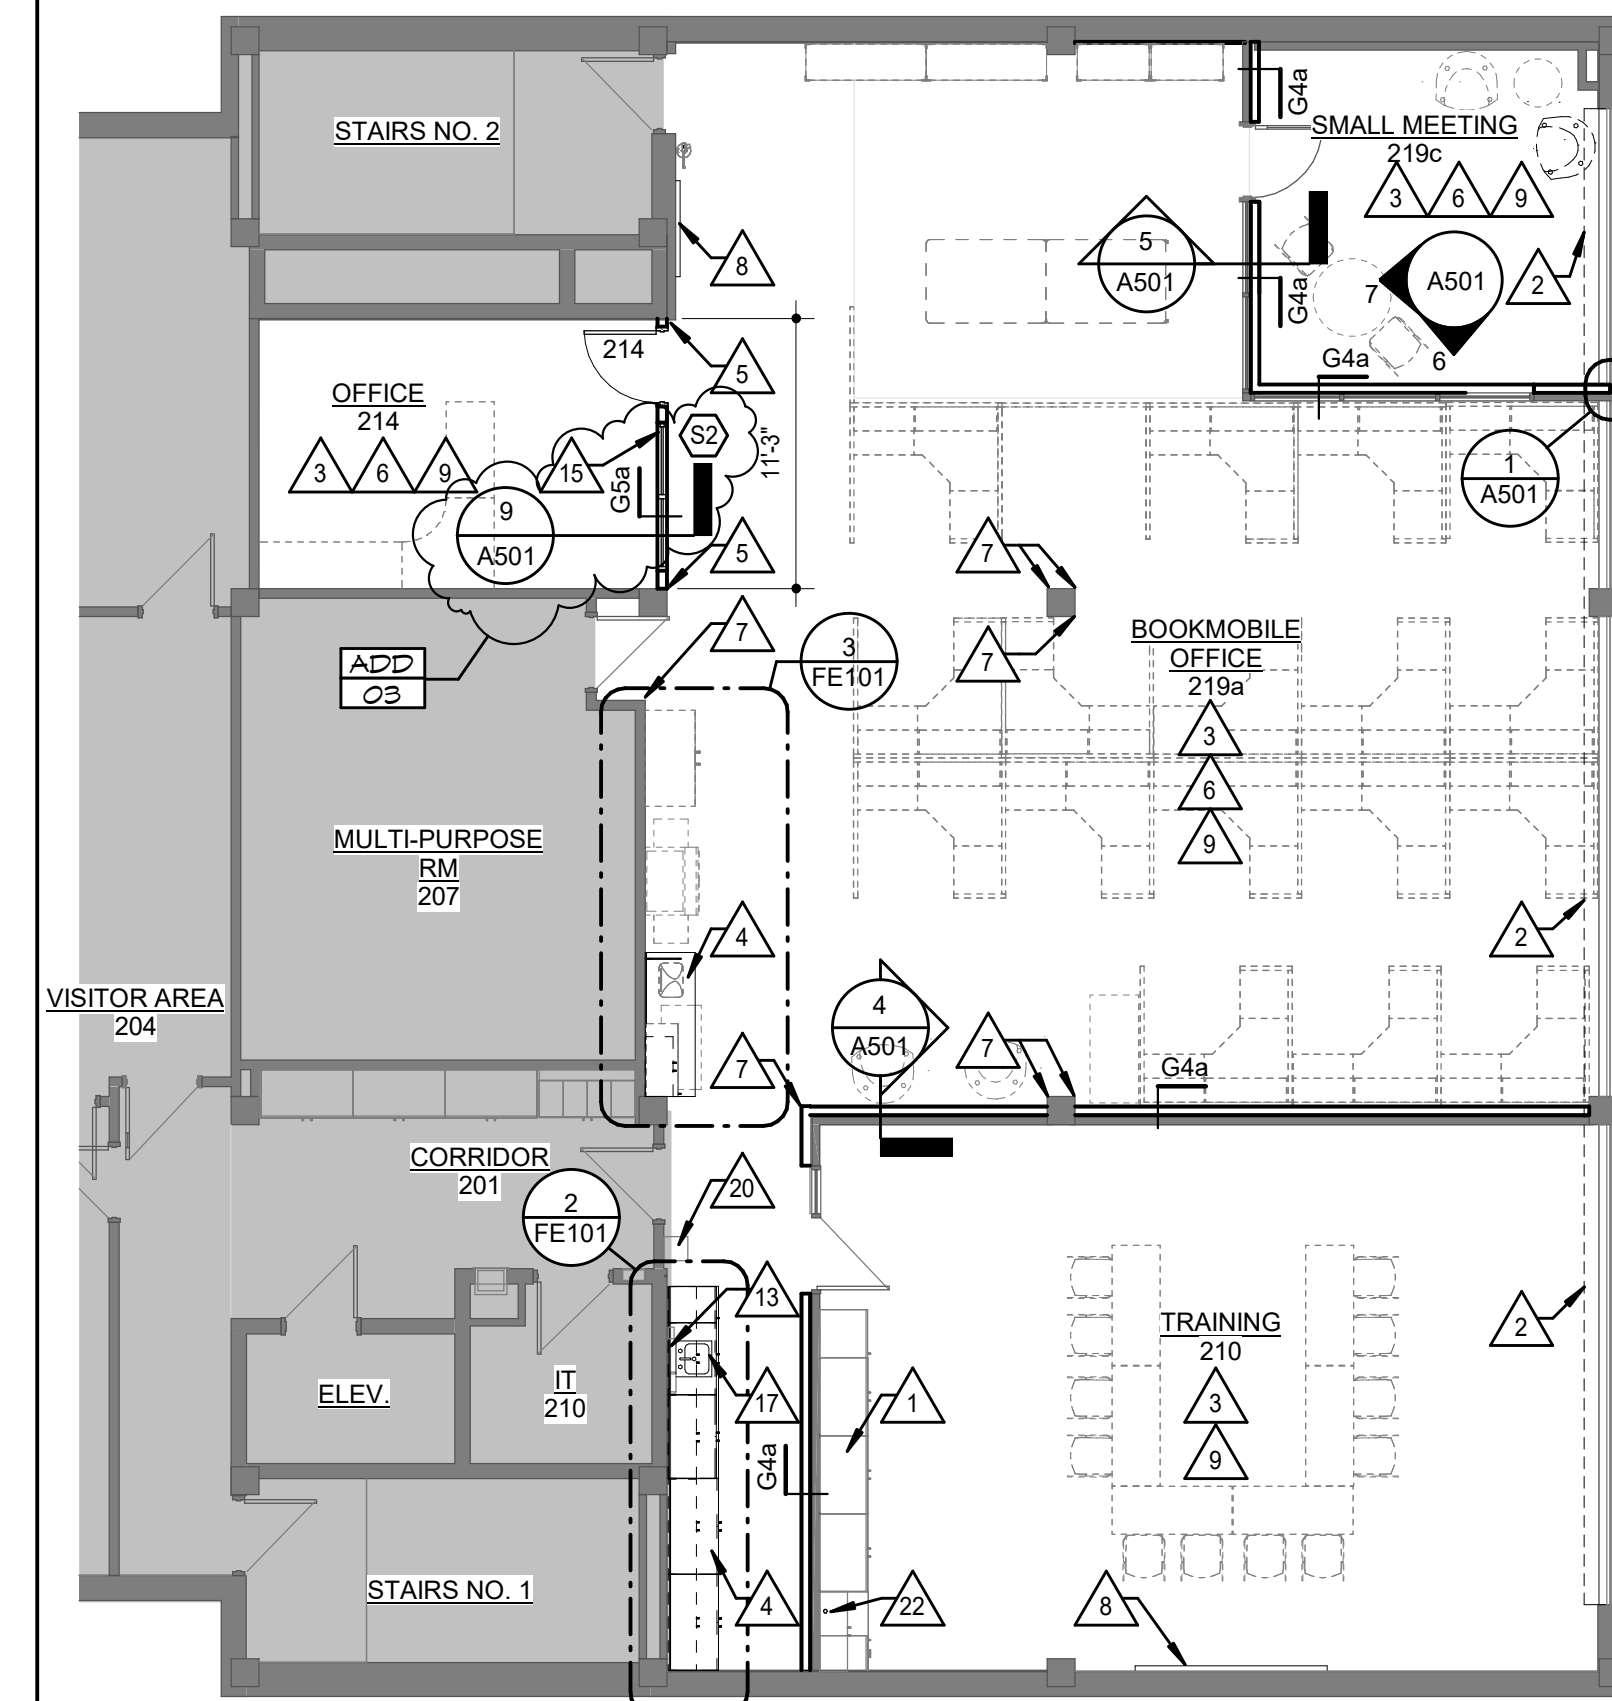 STAIRS NO. 2
G4a
SMALL MEETING
219c
3 6 9
8
5
A501
G4a
7
A501
6
2
214
5
G4a
OFFICE
214
3 6 9
15
S2
G5a
11'-3"
9
A501
5
1
A501
7
7
7
3
FE101
BOOKMOBILE
OFFICE
219a
3
6
9
ADD
03
MULTI-PURPOSE
RM
207
4
2
VISITOR AREA
204
4
A501
7
7
G4a
CORRIDOR
201
20
2
FE101
13
TRAINING
210
3
9
2
ELEV.
IT
210
17
1
G4a
STAIRS NO. 1
4
22
8